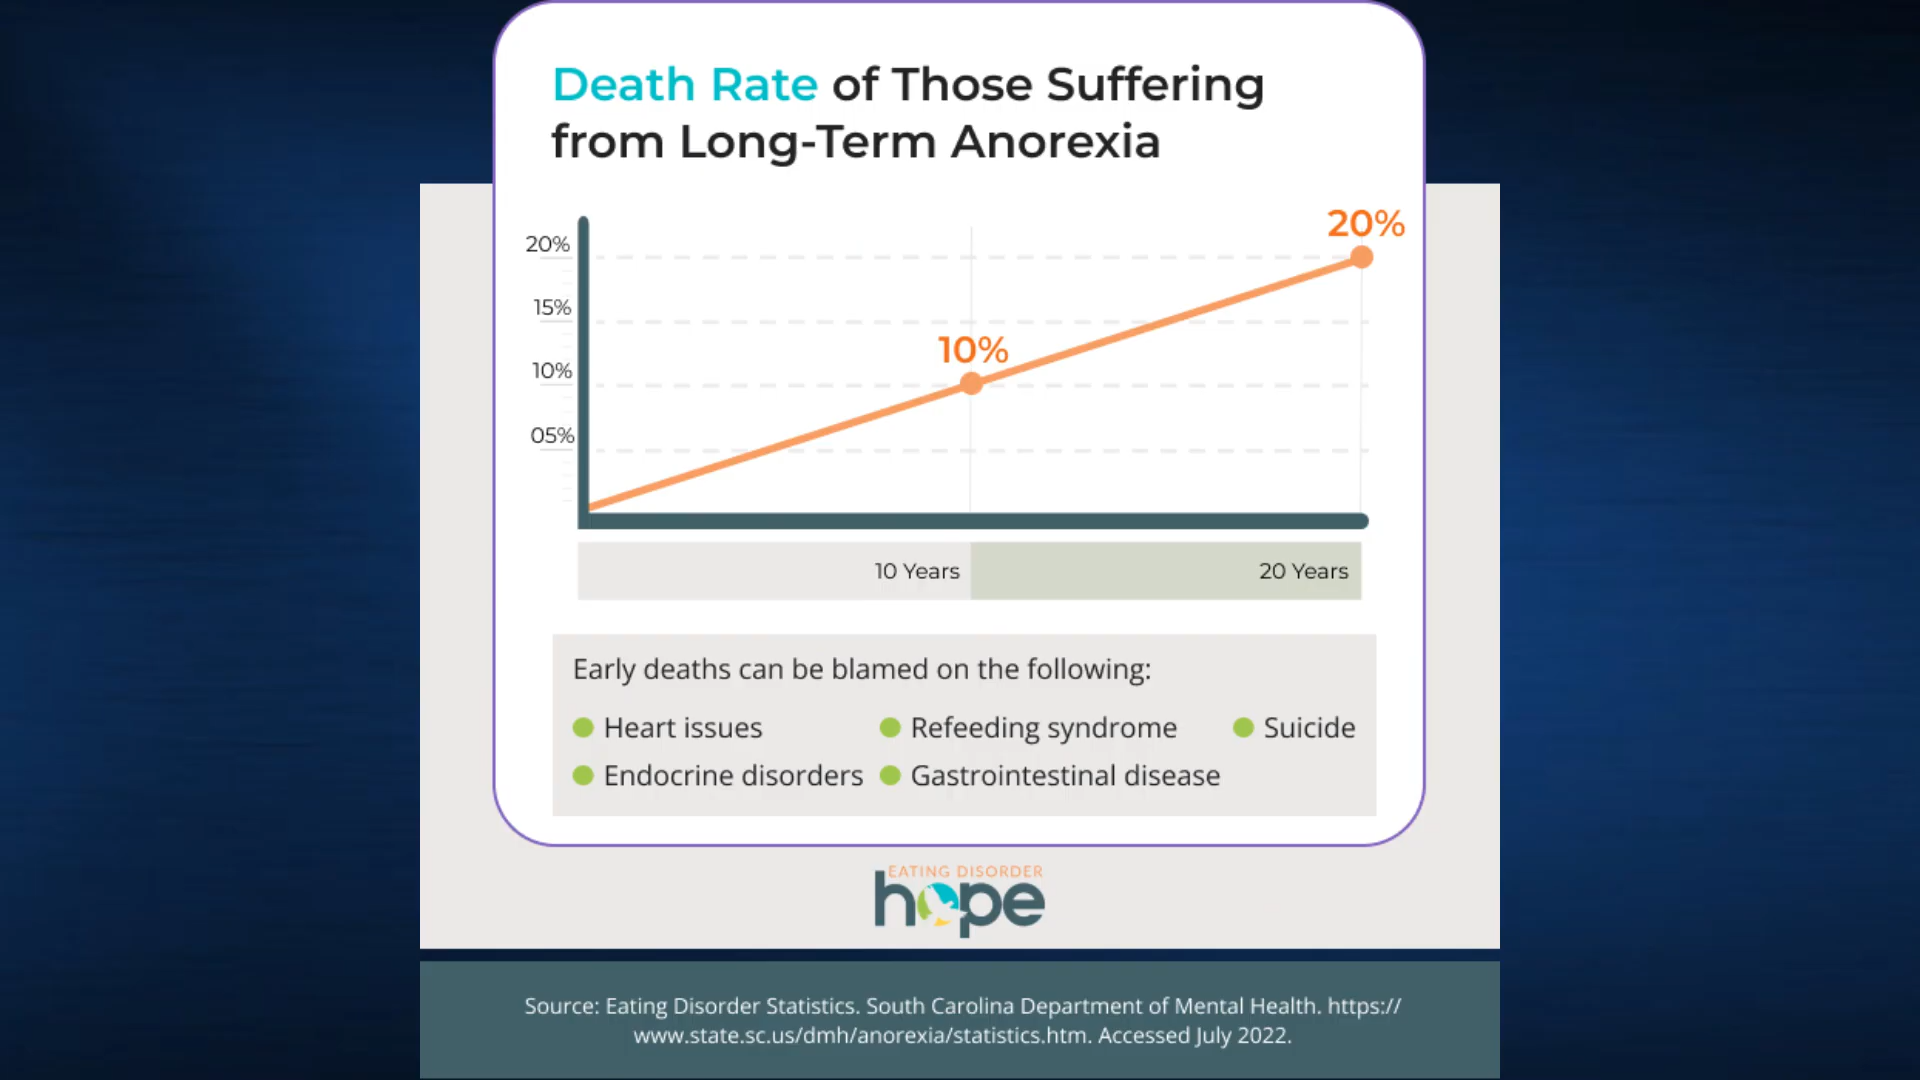 Death Rate of Those Suffering
from Long-Term Anorexia
20%
15%
10%
05%
10%
20%
10 Years
20 Years
Early deaths can be blamed on the following:
Heart issues
Refeeding syndrome
Suicide
Endocrine disorders
Gastrointestinal disease
EATING DISORDER
hope
Source: Eating Disorder Statistics. South Carolina Department of Mental Health. https://
www.state.sc.us/dmh/anorexia/statistics.htm. Accessed July 2022.